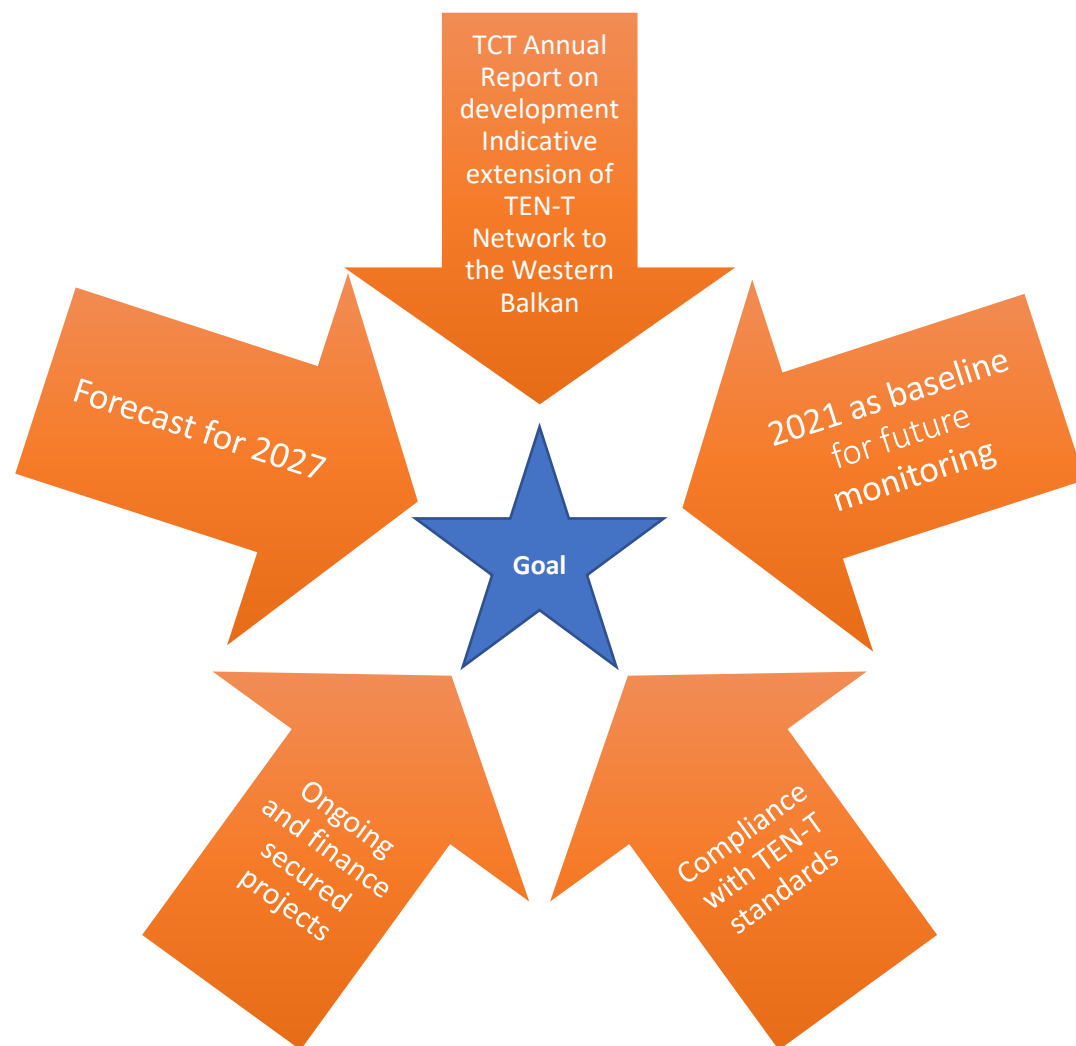 TCT Annual
Report on
development
Indicative
extension of
TEN-T
Network to
the Western
Balkan
Forecast for 2027
2021 as baseline
for future
monitoring
Goal
Ongoing
and finance
secured
projects
Compliance
with TEN-T
standards